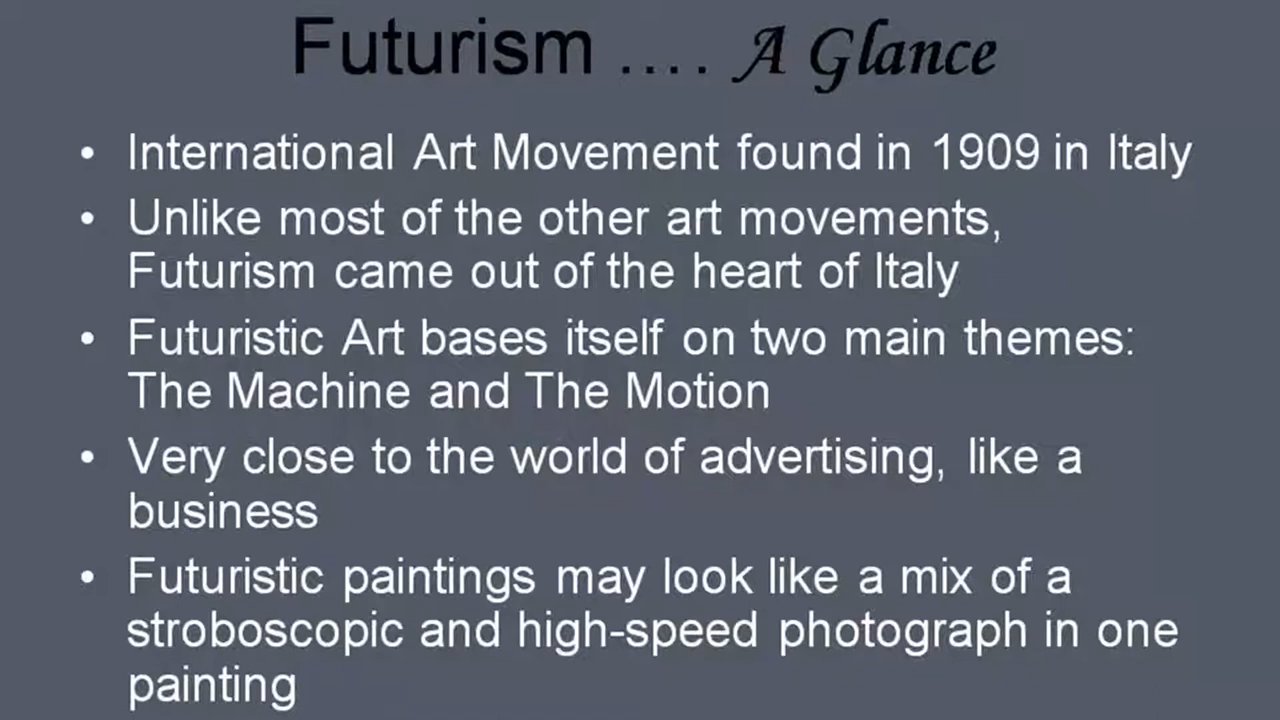 Futurism .... A Glance
• International Art Movement found in 1909 in Italy
• Unlike most of the other art movements,
Futurism came out of the heart of Italy
• Futuristic Art bases itself on two main themes:
The Machine and The Motion
• Very close to the world of advertising, like a
business
• Futuristic paintings may look like a mix of a
stroboscopic and high-speed photograph in one
painting